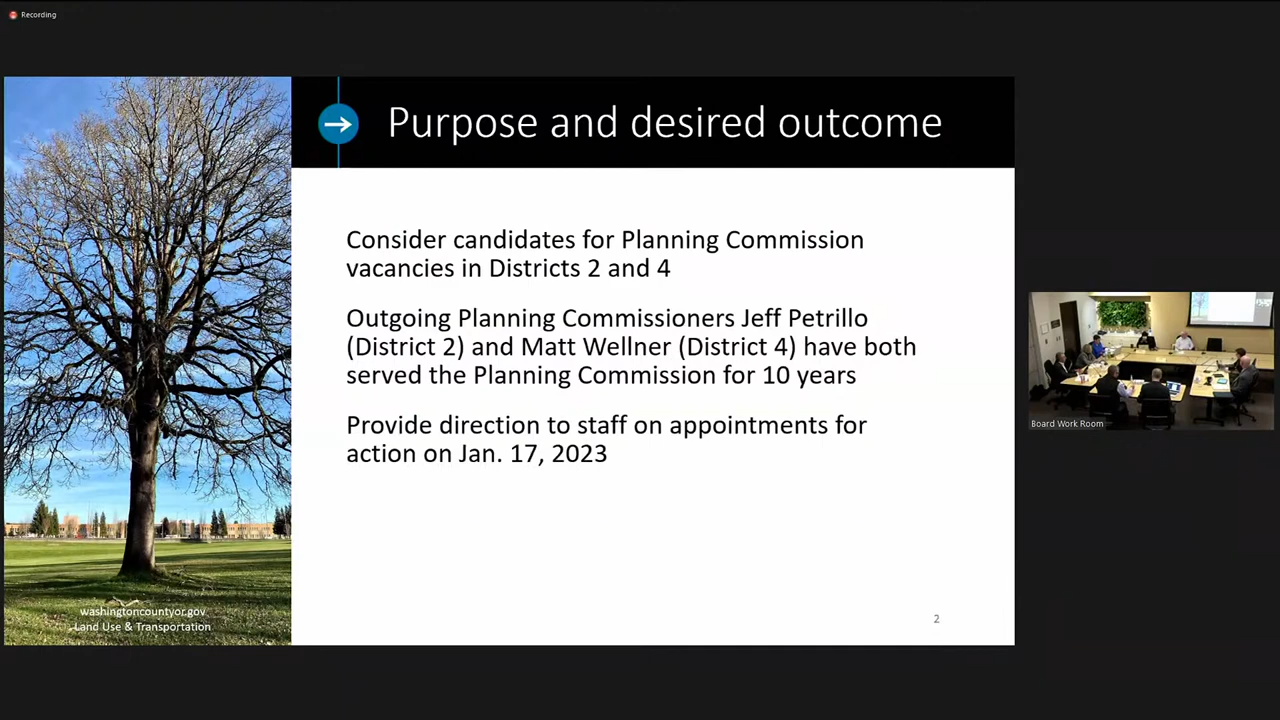 Recording
Purpose and desired outcome
Consider candidates for Planning Commission
vacancies in Districts 2 and 4
Outgoing Planning Commissioners Jeff Petrillo
(District 2) and Matt Wellner (District 4) have both
served the Planning Commission for 10 years
Provide direction to staff on appointments for
action on Jan. 17, 2023
washingtoncountyor.gov
Land Use & Transportation
2
Board Work Room